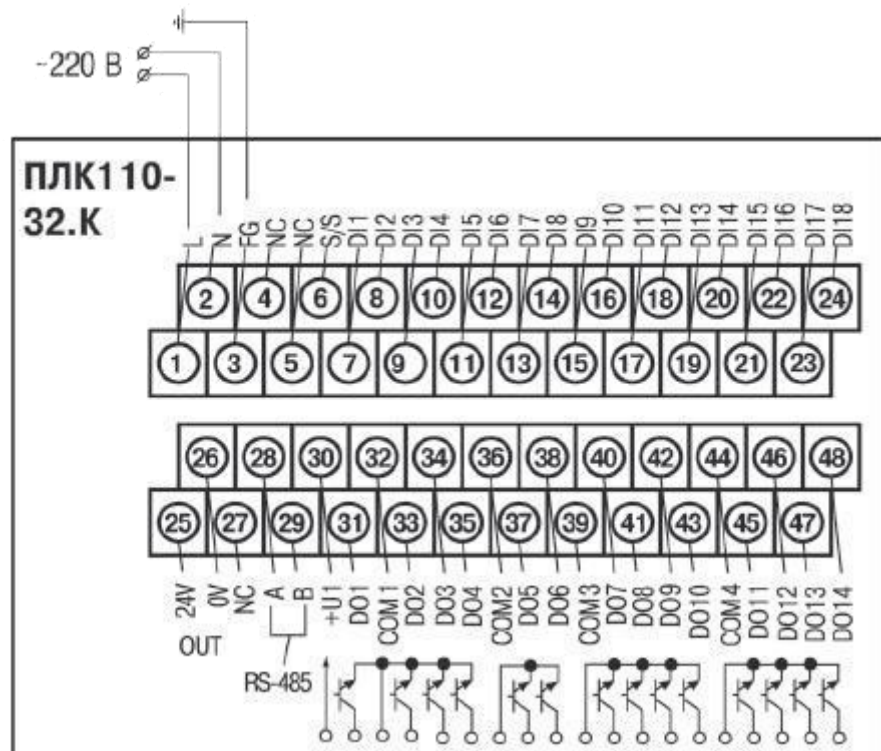 ~220 В
ПЛК110-
32.К
L N FG NC NC S/S DI1 DI2 DI3 DI4 DI5 DI6 DI7 DI8 DI9 DI10 DI11 DI12 DI13 DI14 DI15 DI16 DI17 DI18
2 4 6 8 10 12 14 16 18 20 22 24
1 3 5 7 9 11 13 15 17 19 21 23
26 28 30 32 34 36 38 40 42 44 46 48
25 27 29 31 33 35 37 39 41 43 45 47
24V 0V NC A B +U1 DO1 COM1 DO2 DO3 DO4 COM2 DO5 DO6 COM3 DO7 DO8 DO9 DO10 COM4 DO11 DO12 DO13 DO14
OUT
RS-485